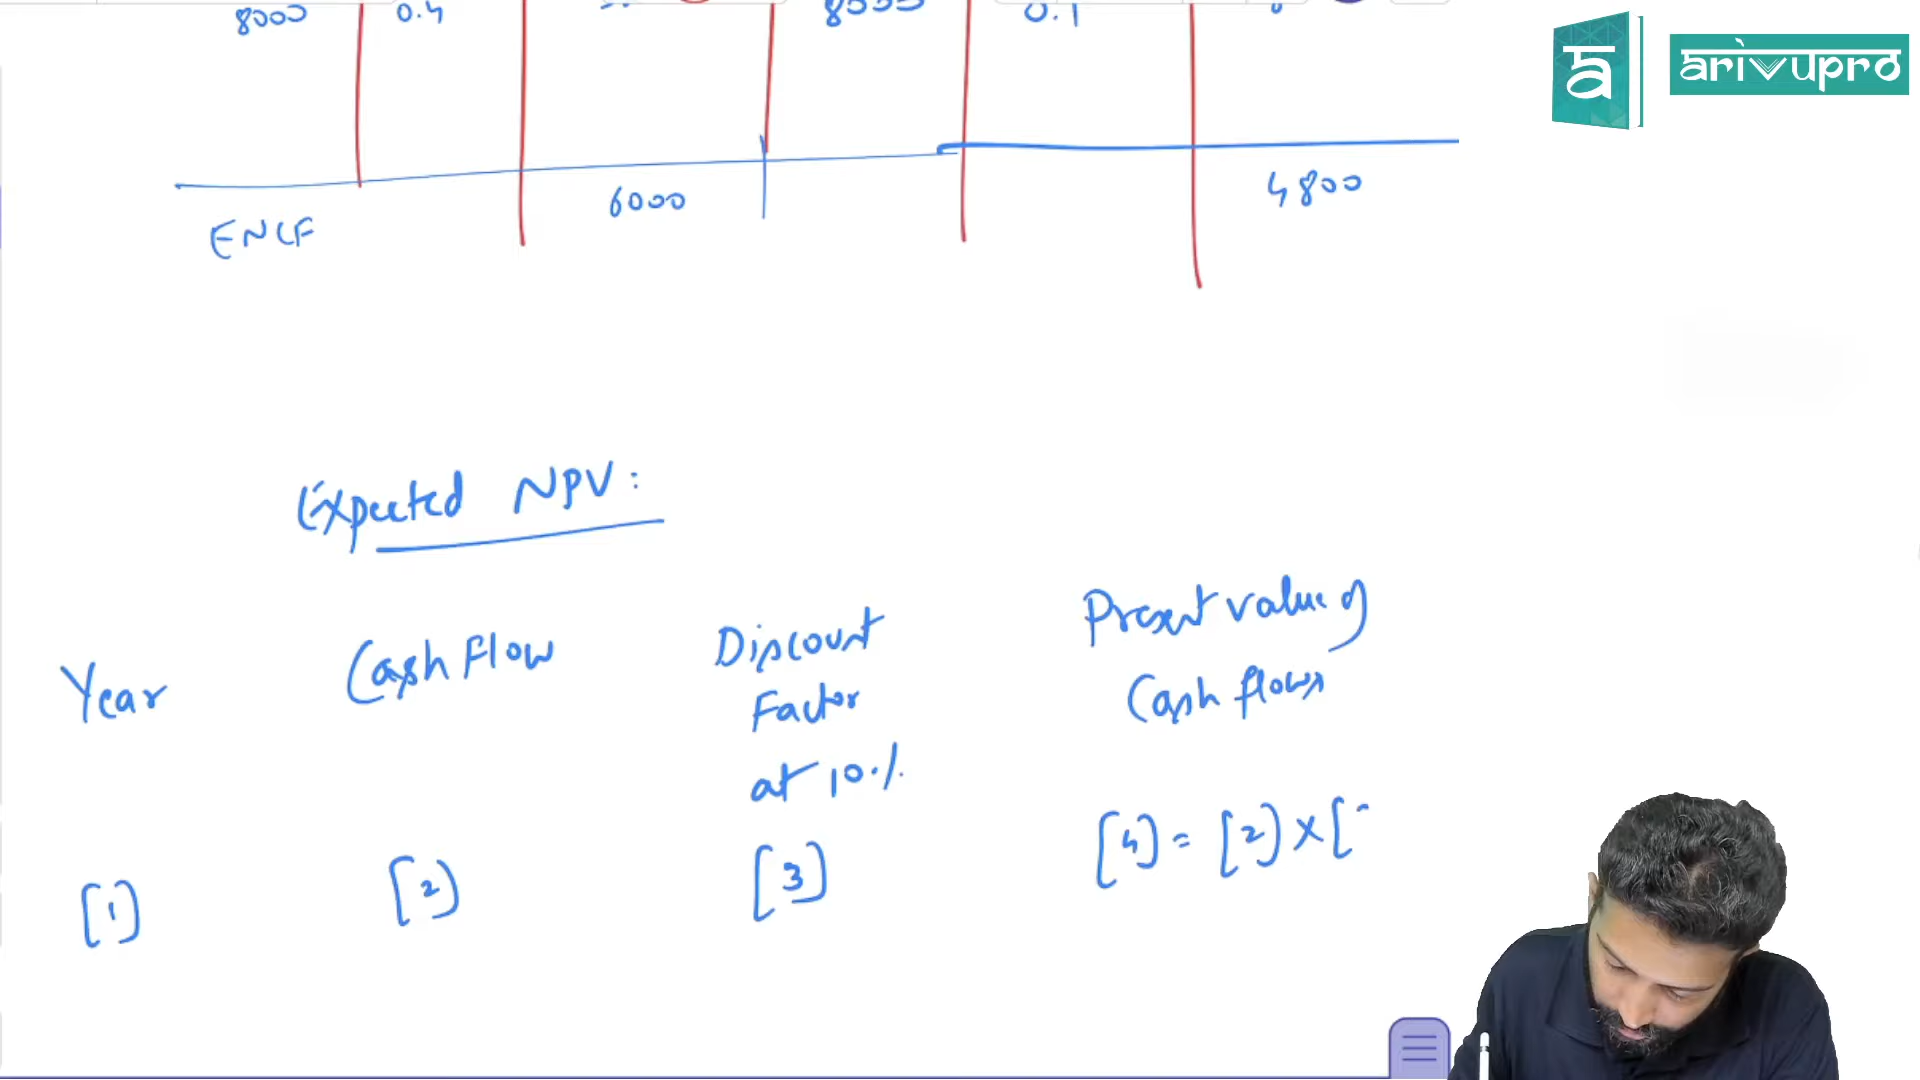 8000 0.4 8000 0.1
arivupro
6000 4800
ENCF
Expected NPV:
Year Cash Flow Discount Factor at 10% Present value of Cash flows
[1] [2] [3] [4] = [2] × [